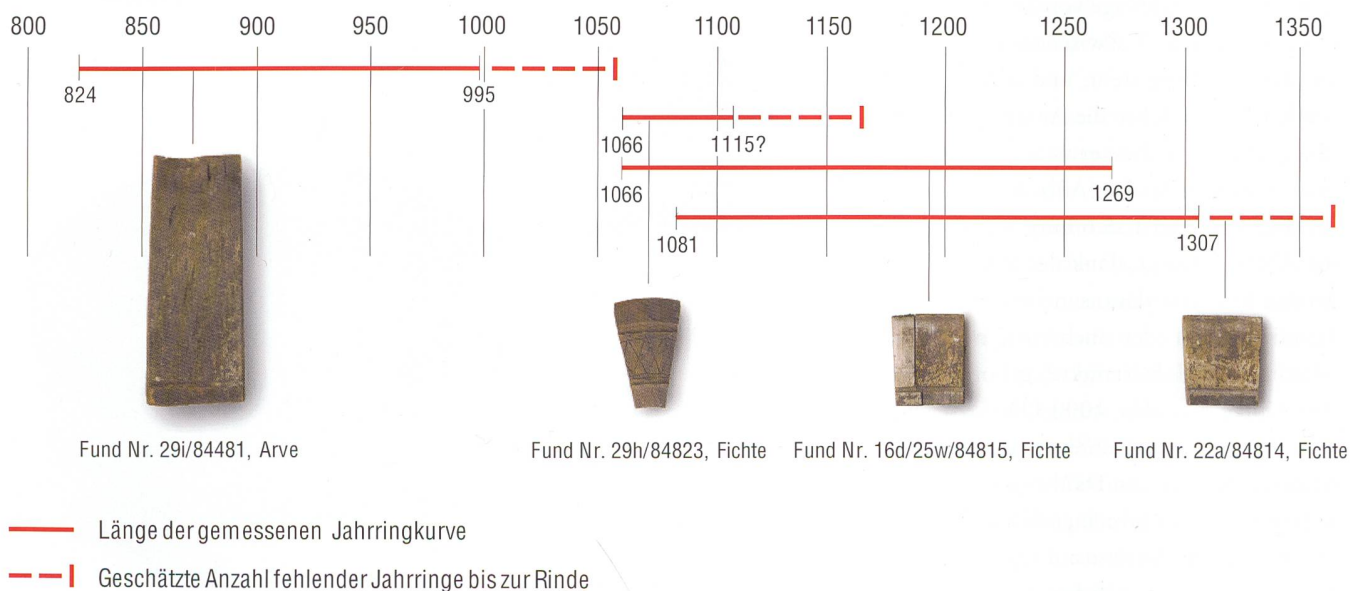 800 850 900 950 1000 1050 1100 1150 1200 1250 1300 1350
824 995
1066 1115?
1066 1269
1081 1307
Fund Nr. 29i/84481, Arve Fund Nr. 29h/84823, Fichte Fund Nr. 16d/25w/84815, Fichte Fund Nr. 22a/84814, Fichte
Länge der gemessenen Jahrringkurve
Geschätzte Anzahl fehlender Jahrringe bis zur Rinde